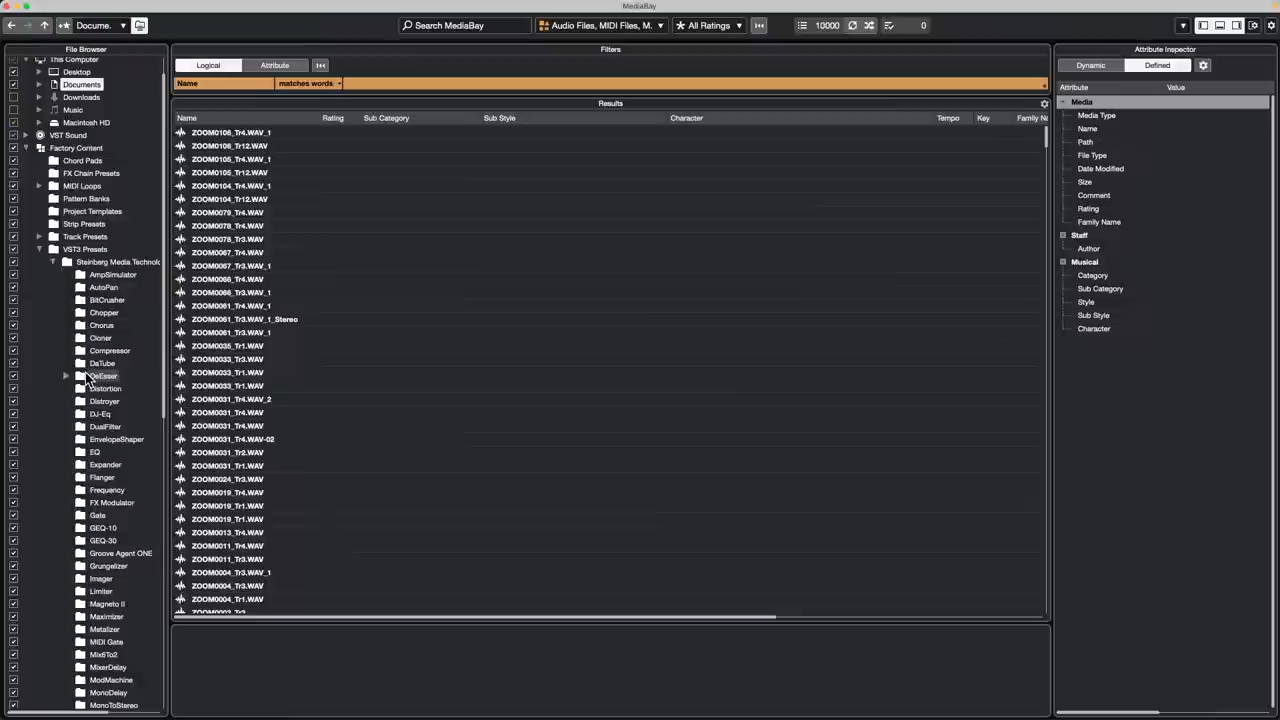 MediaBay
Docume.
Search MediaBay
Audio Files, MIDI Files, M.
All Ratings
10000
0
File Browser
This Computer
Desktop
Documents
Downloads
Music
Macintosh HD
VST Sound
Factory Content
Chord Pads
FX Chain Presets
MIDI Loops
Pattern Banks
Project Templates
Strip Presets
Track Presets
VST3 Presets
Steinberg Media Technolo
AmpSimulator
AutoPan
BitCrusher
Chopper
Chorus
Cloner
Compressor
DaTube
DeEsser
Distortion
Distroyer
DJ-Eq
DualFilter
EnvelopeShaper
EQ
Expander
Flanger
Frequency
FX Modulator
Gate
GEQ-10
GEQ-30
Groove Agent ONE
Grungelizer
Imager
Limiter
Magneto II
Maximizer
Metalizer
MIDI Gate
Mix6To2
MixerDelay
ModMachine
MonoDelay
MonoToStereo
Filters
Logical Attribute
Name matches words
Results
Name Rating Sub Category Sub Style Character Tempo Key Family Na
ZOOM0106_Tr4.WAV_1
ZOOM0106_Tr12.WAV
ZOOM0105_Tr4.WAV_1
ZOOM0105_Tr12.WAV
ZOOM0104_Tr4.WAV_1
ZOOM0104_Tr12.WAV
ZOOM0079_Tr4.WAV
ZOOM0078_Tr4.WAV
ZOOM0078_Tr3.WAV
ZOOM0067_Tr4.WAV
ZOOM0067_Tr3.WAV_1
ZOOM0066_Tr4.WAV
ZOOM0066_Tr3.WAV_1
ZOOM0061_Tr4.WAV_1
ZOOM0061_Tr3.WAV_1_Stereo
ZOOM0061_Tr3.WAV_1
ZOOM0035_Tr1.WAV
ZOOM0033_Tr3.WAV
ZOOM0033_Tr1.WAV
ZOOM0033_Tr1.WAV
ZOOM0031_Tr4.WAV_2
ZOOM0031_Tr4.WAV
ZOOM0031_Tr4.WAV
ZOOM0031_Tr4.WAV-02
ZOOM0031_Tr2.WAV
ZOOM0031_Tr1.WAV
ZOOM0024_Tr3.WAV
ZOOM0019_Tr4.WAV
ZOOM0019_Tr1.WAV
ZOOM0019_Tr1.WAV
ZOOM0013_Tr4.WAV
ZOOM0011_Tr4.WAV
ZOOM0011_Tr3.WAV
ZOOM0004_Tr3.WAV_1
ZOOM0004_Tr3.WAV
ZOOM0004_Tr1.WAV
ZOOM0003_Tr3
Attribute Inspector
Dynamic Defined
Attribute Value
Media
Media Type
Name
Path
File Type
Date Modified
Size
Comment
Rating
Family Name
Staff
Author
Musical
Category
Sub Category
Style
Sub Style
Character